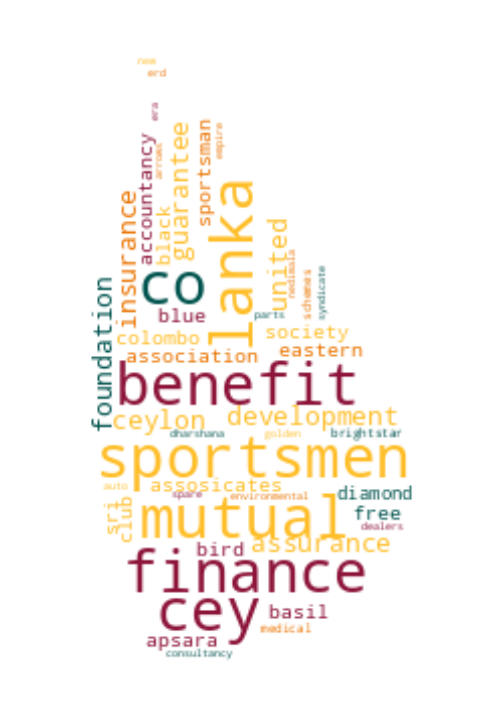 new
erd
era
accountancy
arrows
black
guarantee
sportsman
empire
insurance
lanka
united
nedimala
schemes
syndicate
foundation
co
blue
parts
colombo
society
association
eastern
benefit
ceylon
development
dharshana
golden
brightstar
sportsmen
auto
assosicates
spare
environmental
diamond
sri
club
mutual
free
dealers
bird
assurance
finance
cey
basil
apsara
medical
consultancy